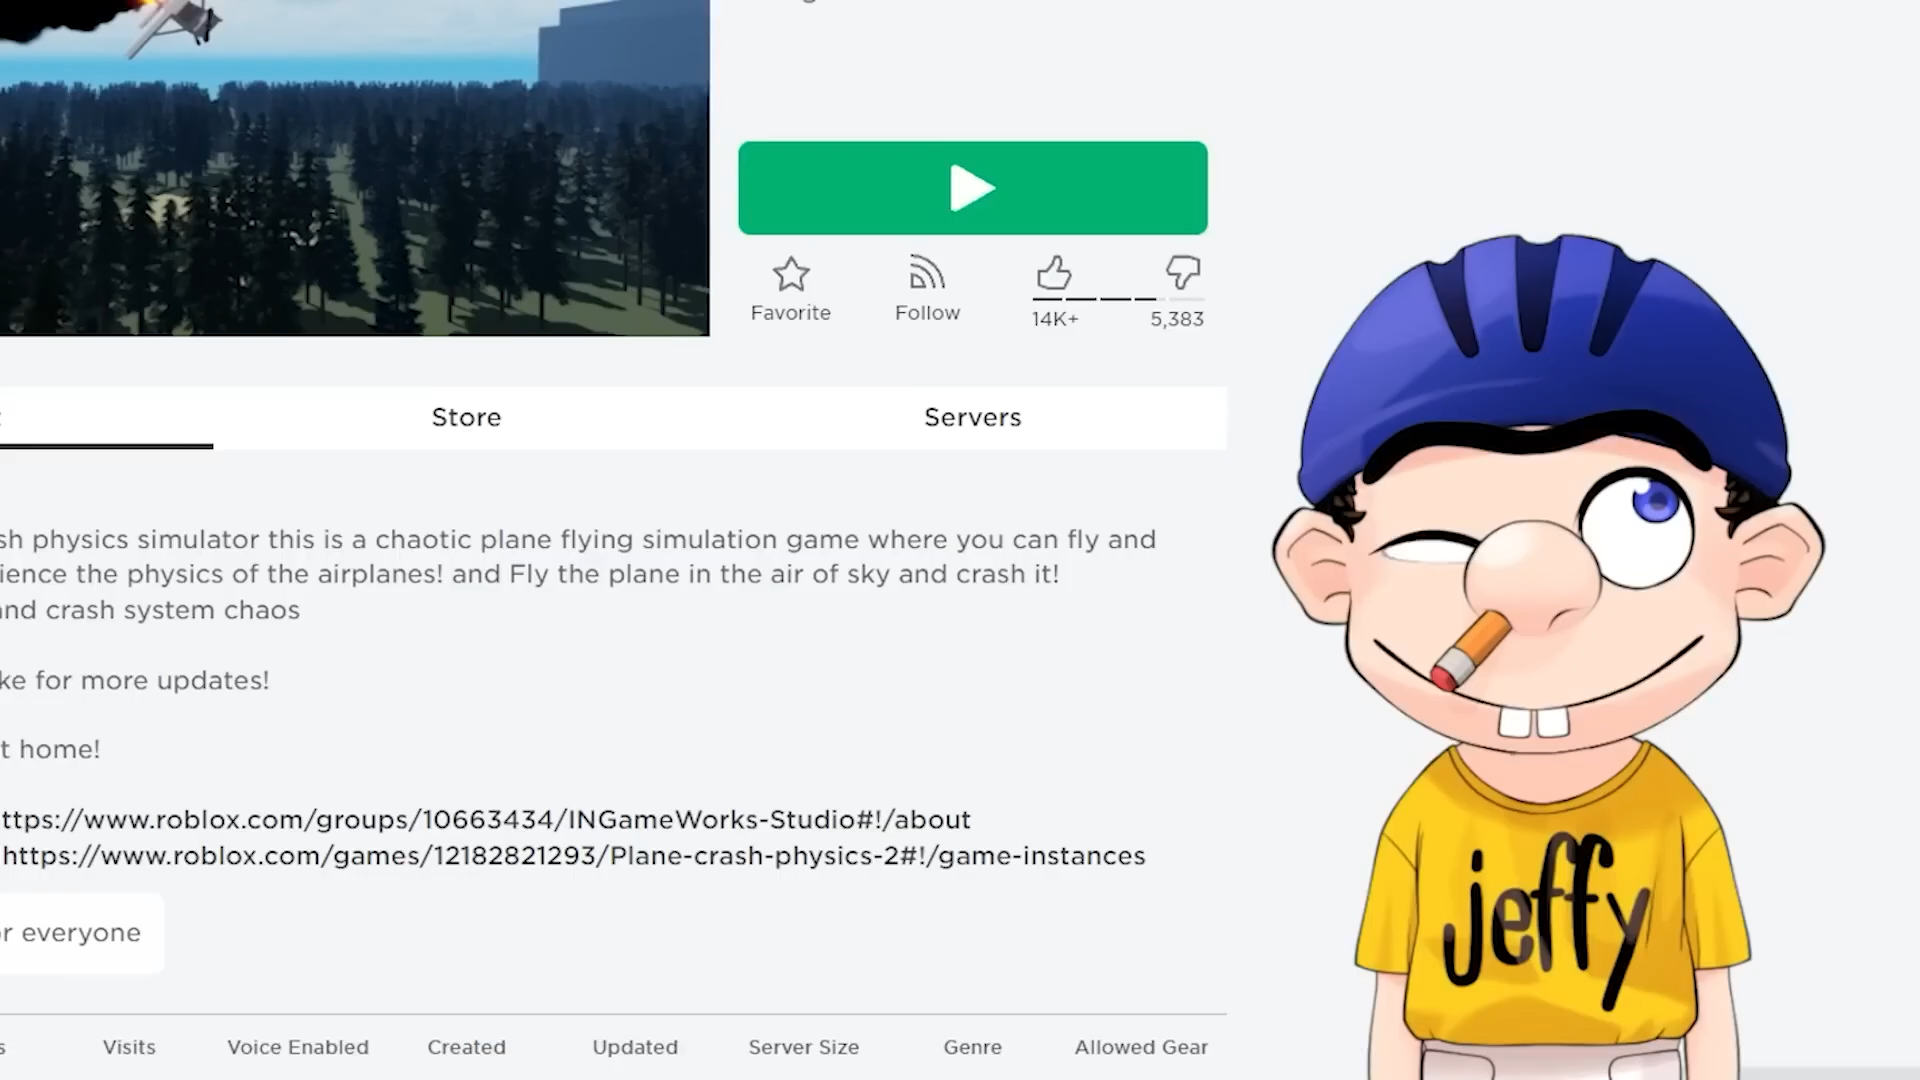 Favorite
Follow
14K+
5,383
Store
Servers
sh physics simulator this is a chaotic plane flying simulation game where you can fly and
ience the physics of the airplanes! and Fly the plane in the air of sky and crash it!
and crash system chaos
ke for more updates!
t home!
ttps://www.roblox.com/groups/10663434/INGameWorks-Studio#!/about
https://www.roblox.com/games/12182821293/Plane-crash-physics-2#!/game-instances
r everyone
s
Visits
Voice Enabled
Created
Updated
Server Size
Genre
Allowed Gear
jeffy